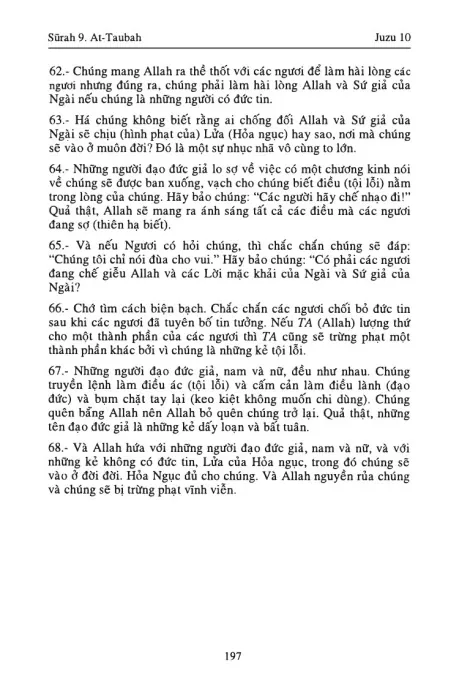 Sūrah 9. At-Taubah Juzu 10
62.- Chúng mang Allah ra thề thốt với các ngươi để làm hài lòng các
ngươi nhưng đúng ra, chúng phải làm hài lòng Allah và Sứ giả của
Ngài nếu chúng là những người có đức tin.
63.- Há chúng không biết rằng ai chống đối Allah và Sứ giả của
Ngài sẽ chịu (hình phạt của) Lửa (Hỏa ngục) hay sao, nơi mà chúng
sẽ vào ở muôn đời? Đó là một sự nhục nhã vô cùng to lớn.
64.- Những người đạo đức giả lo sợ về việc có một chương kinh nói
về chúng sẽ được ban xuống, vạch cho chúng biết điều (tội lỗi) nằm
trong lòng của chúng. Hãy bảo chúng: “Các người hãy chế nhạo đi!”
Quả thật, Allah sẽ mang ra ánh sáng tất cả các điều mà các ngươi
đang sợ (thiên hạ biết).
65.- Và nếu Ngươi có hỏi chúng, thì chắc chắn chúng sẽ đáp:
“Chúng tôi chỉ nói đùa cho vui.” Hãy bảo chúng: “Có phải các ngươi
đang chế giễu Allah và các Lời mặc khải của Ngài và Sứ giả của
Ngài?
66.- Chớ tìm cách biện bạch. Chắc chắn các ngươi chối bỏ đức tin
sau khi các ngươi đã tuyên bố tin tưởng. Nếu TA (Allah) lượng thứ
cho một thành phần của các ngươi thì TA cũng sẽ trừng phạt một
thành phần khác bởi vì chúng là những kẻ tội lỗi.
67.- Những người đạo đức giả, nam và nữ, đều như nhau. Chúng
truyền lệnh làm điều ác (tội lỗi) và cấm cản làm điều lành (đạo
đức) và bụm chặt tay lại (keo kiệt không muốn chi dùng). Chúng
quên bẵng Allah nên Allah bỏ quên chúng trở lại. Quả thật, những
tên đạo đức giả là những kẻ dấy loạn và bất tuân.
68.- Và Allah hứa với những người đạo đức giả, nam và nữ, và với
những kẻ không có đức tin, Lửa của Hỏa ngục, trong đó chúng sẽ
vào ở đời đời. Hỏa Ngục đủ cho chúng. Và Allah nguyền rủa chúng
và chúng sẽ bị trừng phạt vĩnh viễn.
197